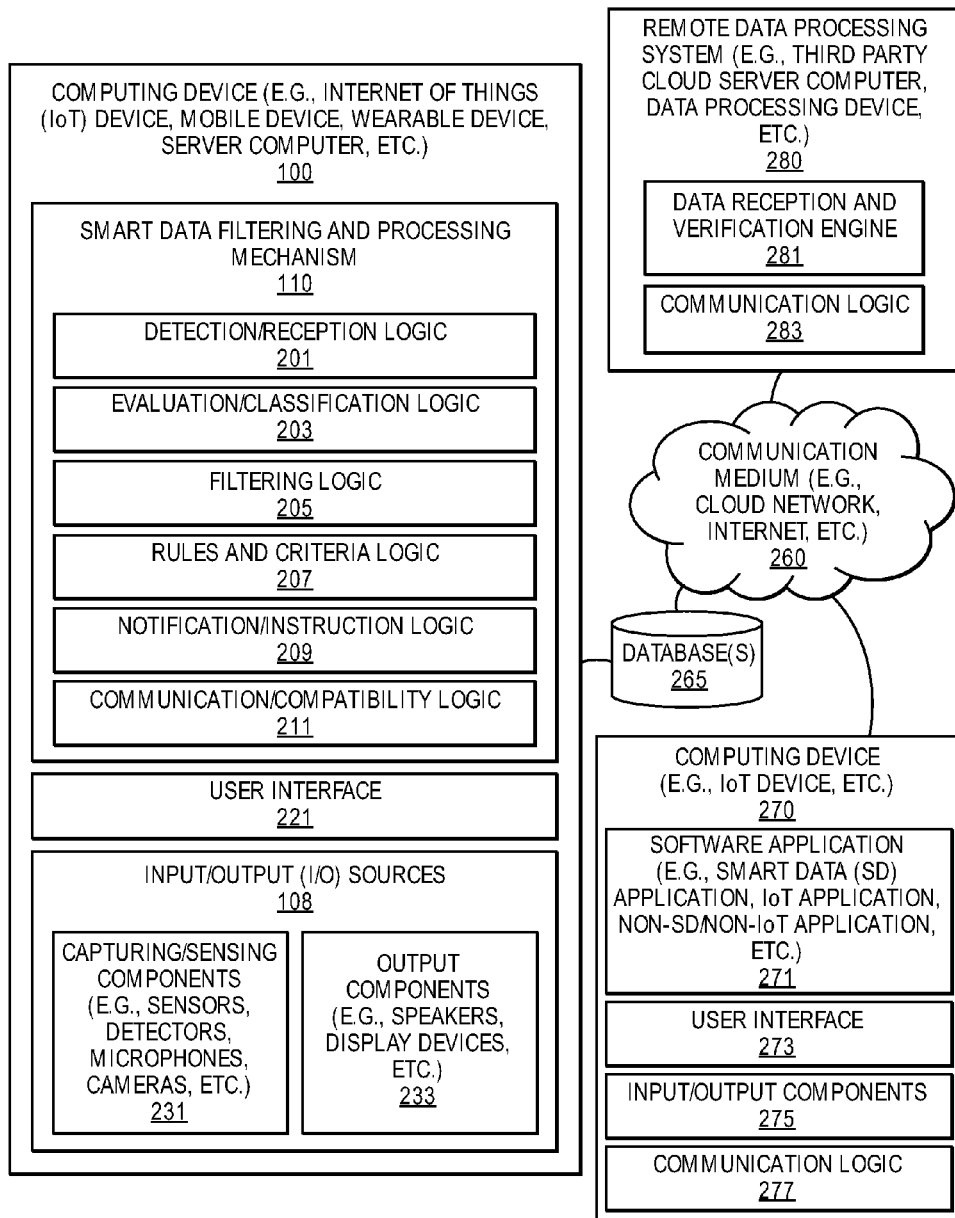 COMPUTING DEVICE (E.G., INTERNET OF THINGS
(IoT) DEVICE, MOBILE DEVICE, WEARABLE DEVICE,
SERVER COMPUTER, ETC.)
100
SMART DATA FILTERING AND PROCESSING
MECHANISM
110
DETECTION/RECEPTION LOGIC
201
EVALUATION/CLASSIFICATION LOGIC
203
FILTERING LOGIC
205
RULES AND CRITERIA LOGIC
207
NOTIFICATION/INSTRUCTION LOGIC
209
COMMUNICATION/COMPATIBILITY LOGIC
211
USER INTERFACE
221
INPUT/OUTPUT (I/O) SOURCES
108
CAPTURING/SENSING
COMPONENTS
(E.G., SENSORS,
DETECTORS,
MICROPHONES,
CAMERAS, ETC.)
231
OUTPUT
COMPONENTS
(E.G., SPEAKERS,
DISPLAY DEVICES,
ETC.)
233
REMOTE DATA PROCESSING
SYSTEM (E.G., THIRD PARTY
CLOUD SERVER COMPUTER,
DATA PROCESSING DEVICE,
ETC.)
280
DATA RECEPTION AND
VERIFICATION ENGINE
281
COMMUNICATION LOGIC
283
COMMUNICATION
MEDIUM (E.G.,
CLOUD NETWORK,
INTERNET, ETC.)
260
DATABASE(S)
265
COMPUTING DEVICE
(E.G., IoT DEVICE, ETC.)
270
SOFTWARE APPLICATION
(E.G., SMART DATA (SD)
APPLICATION, IoT APPLICATION,
NON-SD/NON-IoT APPLICATION,
ETC.)
271
USER INTERFACE
273
INPUT/OUTPUT COMPONENTS
275
COMMUNICATION LOGIC
277